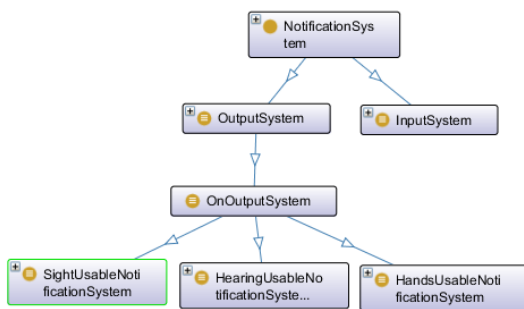 NotificationSys
tem
OutputSystem
InputSystem
OnOutputSystem
SightUsableNoti
ficationSystem
HearingUsableNo
tificationSyste...
HandsUsableNoti
ficationSystem